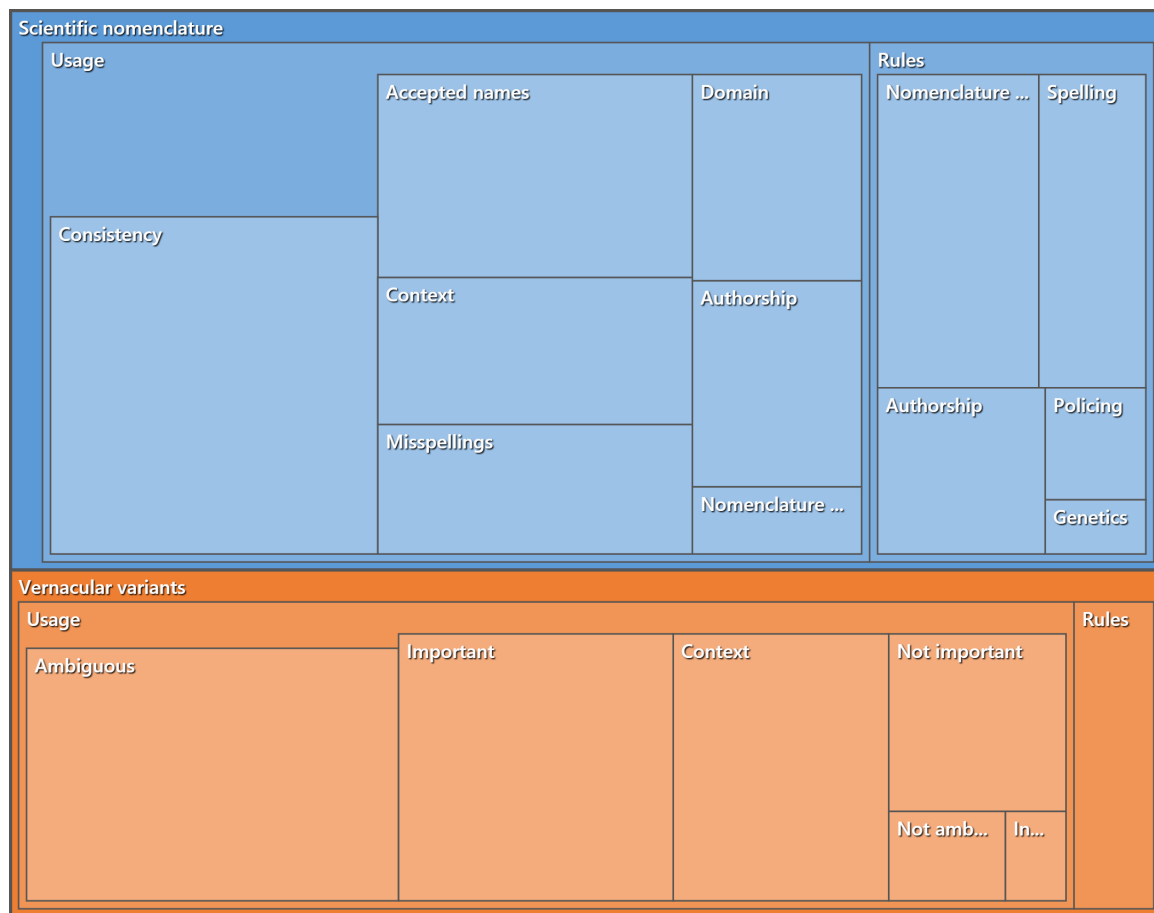 Scientific nomenclature
Usage
Rules
Accepted names
Domain
Nomenclature ...
Spelling
Consistency
Context
Authorship
Authorship
Policing
Misspellings
Nomenclature ...
Genetics
Vernacular variants
Usage
Rules
Ambiguous
Important
Context
Not important
Not amb...
In...